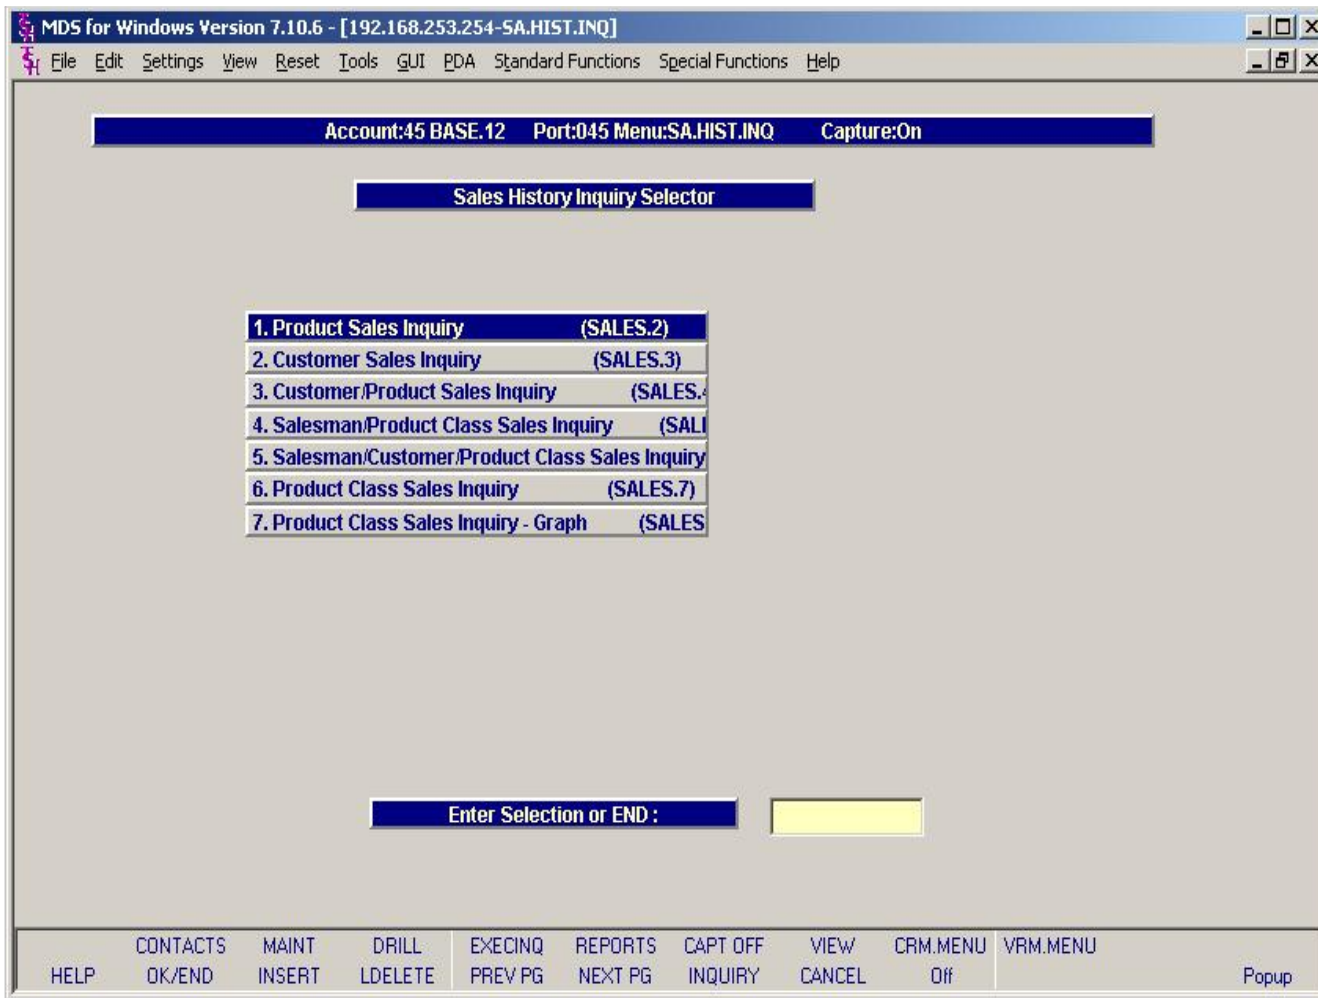 MDS for Windows Version 7.10.6 - [192.168.253.254-SA.HIST.INQ]
File Edit Settings View Reset Tools GUI PDA Standard Functions Special Functions Help
Account:45 BASE.12 Port:045 Menu:SA.HIST.INQ Capture:On
Sales History Inquiry Selector
1. Product Sales Inquiry (SALES.2)
2. Customer Sales Inquiry (SALES.3)
3. Customer/Product Sales Inquiry (SALES.
4. Salesman/Product Class Sales Inquiry (SAL
5. Salesman/Customer/Product Class Sales Inquiry
6. Product Class Sales Inquiry (SALES.7)
7. Product Class Sales Inquiry - Graph (SALES
Enter Selection or END :
CONTACTS MAINT DRILL EXECINQ REPORTS CAPT OFF VIEW CRM.MENU VRM.MENU
HELP OK/END INSERT LDELETE PREV PG NEXT PG INQUIRY CANCEL Off Popup